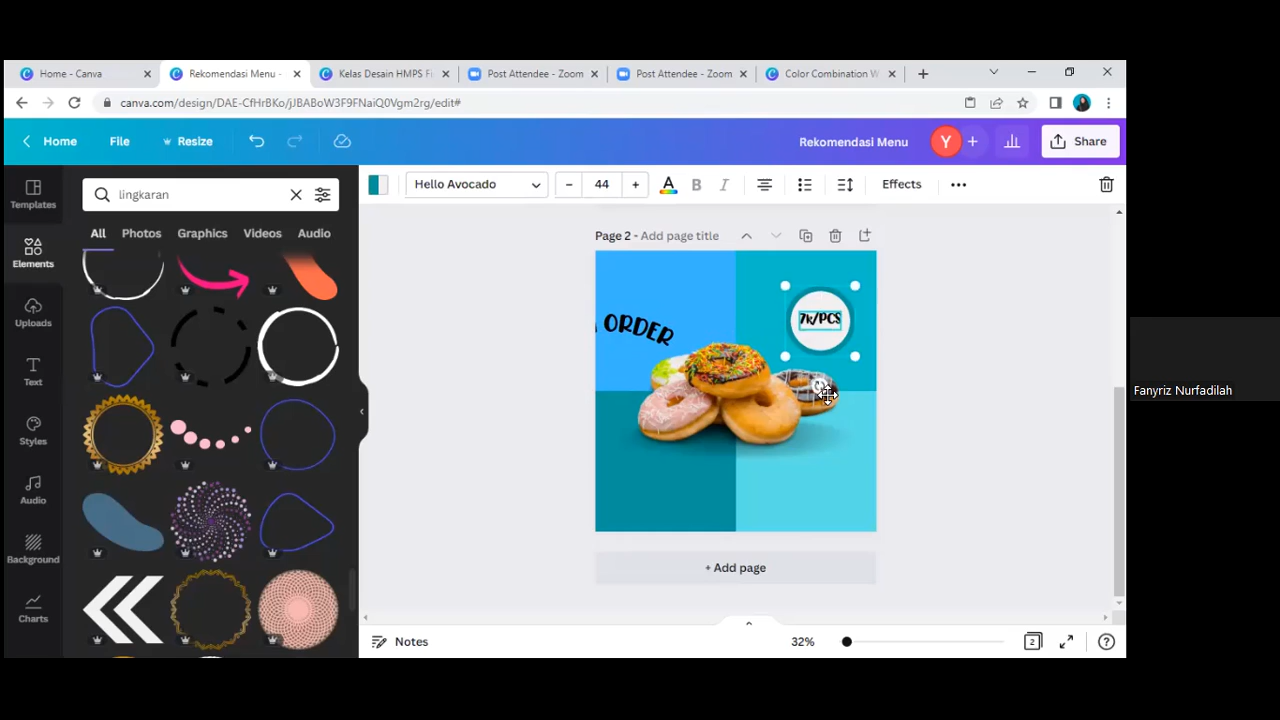 Home - Canva
Rekomendasi Menu -
Kelas Desain HMPS Fi
Post Attendee - Zoom
Post Attendee - Zoom
Color Combination W
canva.com/design/DAE-CfHrBKo/jJBABoW3F9FNaiQ0Vgm2rg/edit#
Home
File
Resize
Rekomendasi Menu
Y
Share
Templates
Elements
Uploads
Text
Styles
Audio
Background
Charts
lingkaran
All
Photos
Graphics
Videos
Audio
Hello Avocado
44
A
B
I
Effects
Page 2 - Add page title
ORDER
7k/PCS
+ Add page
Notes
32%
2
Fanyriz Nurfadilah